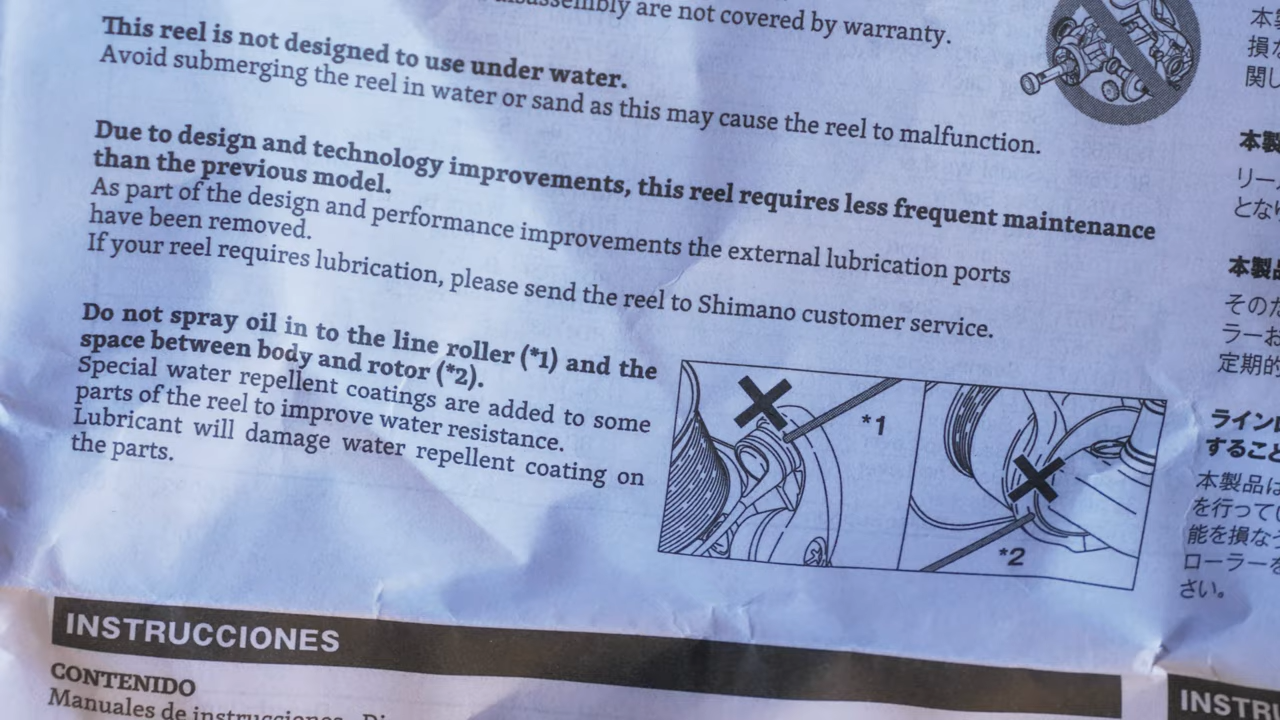 are not covered by warranty.
This reel is not designed to use under water.
Avoid submerging the reel in water or sand as this may cause the reel to malfunction.
Due to design and technology improvements, this reel requires less frequent maintenance
than the previous model.
As part of the design and performance improvements the external lubrication ports
have been removed.
If your reel requires lubrication, please send the reel to Shimano customer service.
Do not spray oil in to the line roller (*1) and the
space between body and rotor (*2).
Special water repellent coatings are added to some
parts of the reel to improve water resistance.
Lubricant will damage water repellent coating on
the parts.
*1
*2
INSTRUCCIONES
CONTENIDO
Manuales de instrucciones
本
損
関し
本製
リー
とな
本製品
そのた
ラーお
定期的
ライン
すること
本製品は
を行ってい
能を損なう
ローラーを
さい。
INSTR